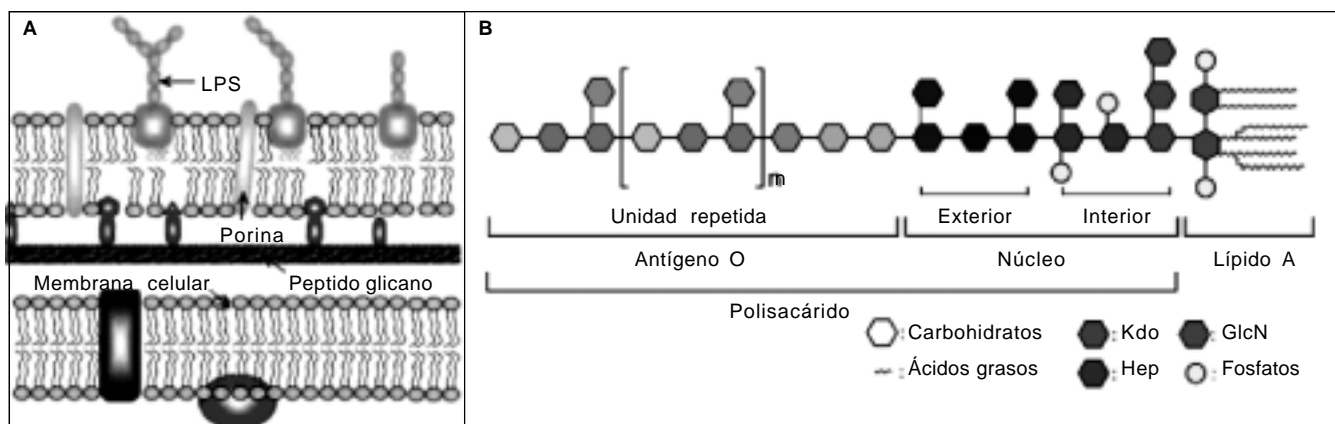 A
LPS
Porina
Membrana celular
Peptido glicano
B
m
Unidad repetida
Exterior
Interior
Antígeno O
Núcleo
Lípido A
Polisacárido
: Carbohidratos
: Kdo
: GlcN
: Ácidos grasos
: Hep
: Fosfatos